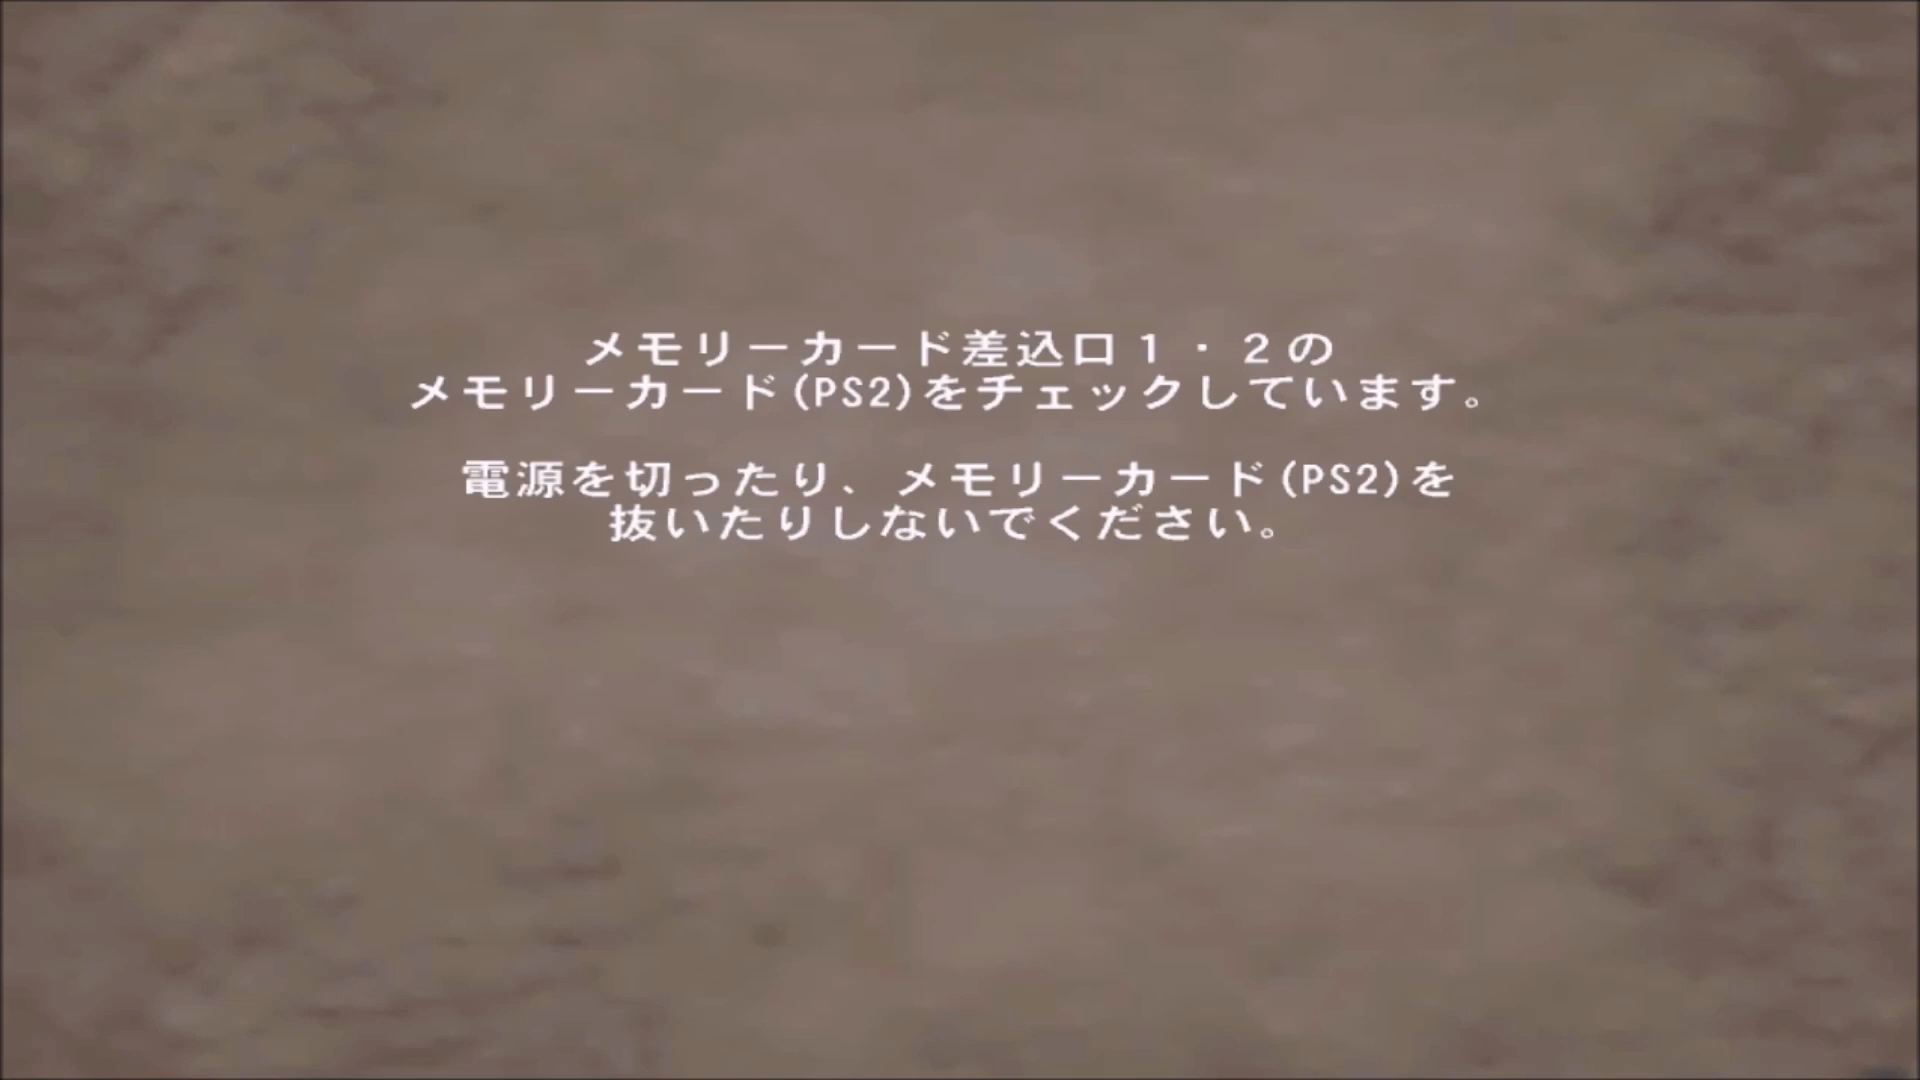 メモリーカード差込口１・２の
メモリーカード(PS2)をチェックしています。
電源を切ったり、メモリーカード(PS2)を
抜いたりしないでください。